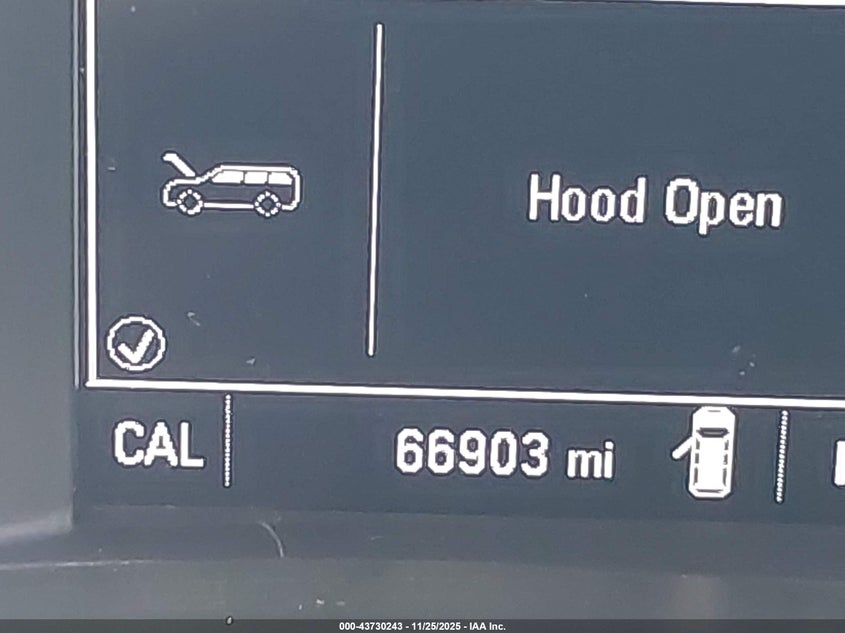 Hood Open
CAL 66903 mi
000-43730243 - 11/25/2025 - IAA Inc.